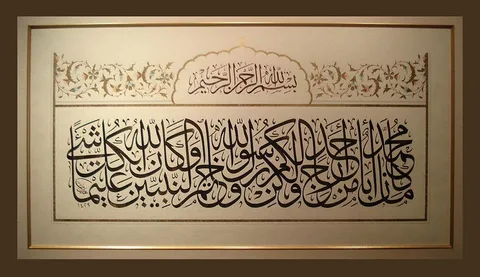 بسم الله الرحمن الرحيم
ما كان محمد أبا أحد من رجالكم ولكن رسول الله وخاتم النبيين وكان الله بكل شيء عليما